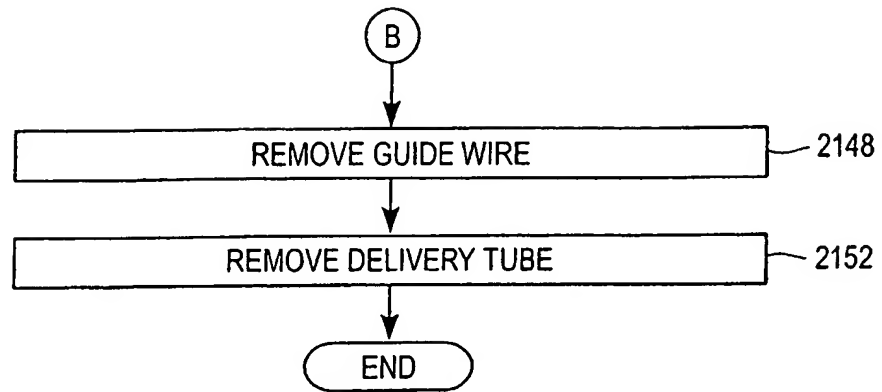 B
REMOVE GUIDE WIRE
2148
REMOVE DELIVERY TUBE
2152
END